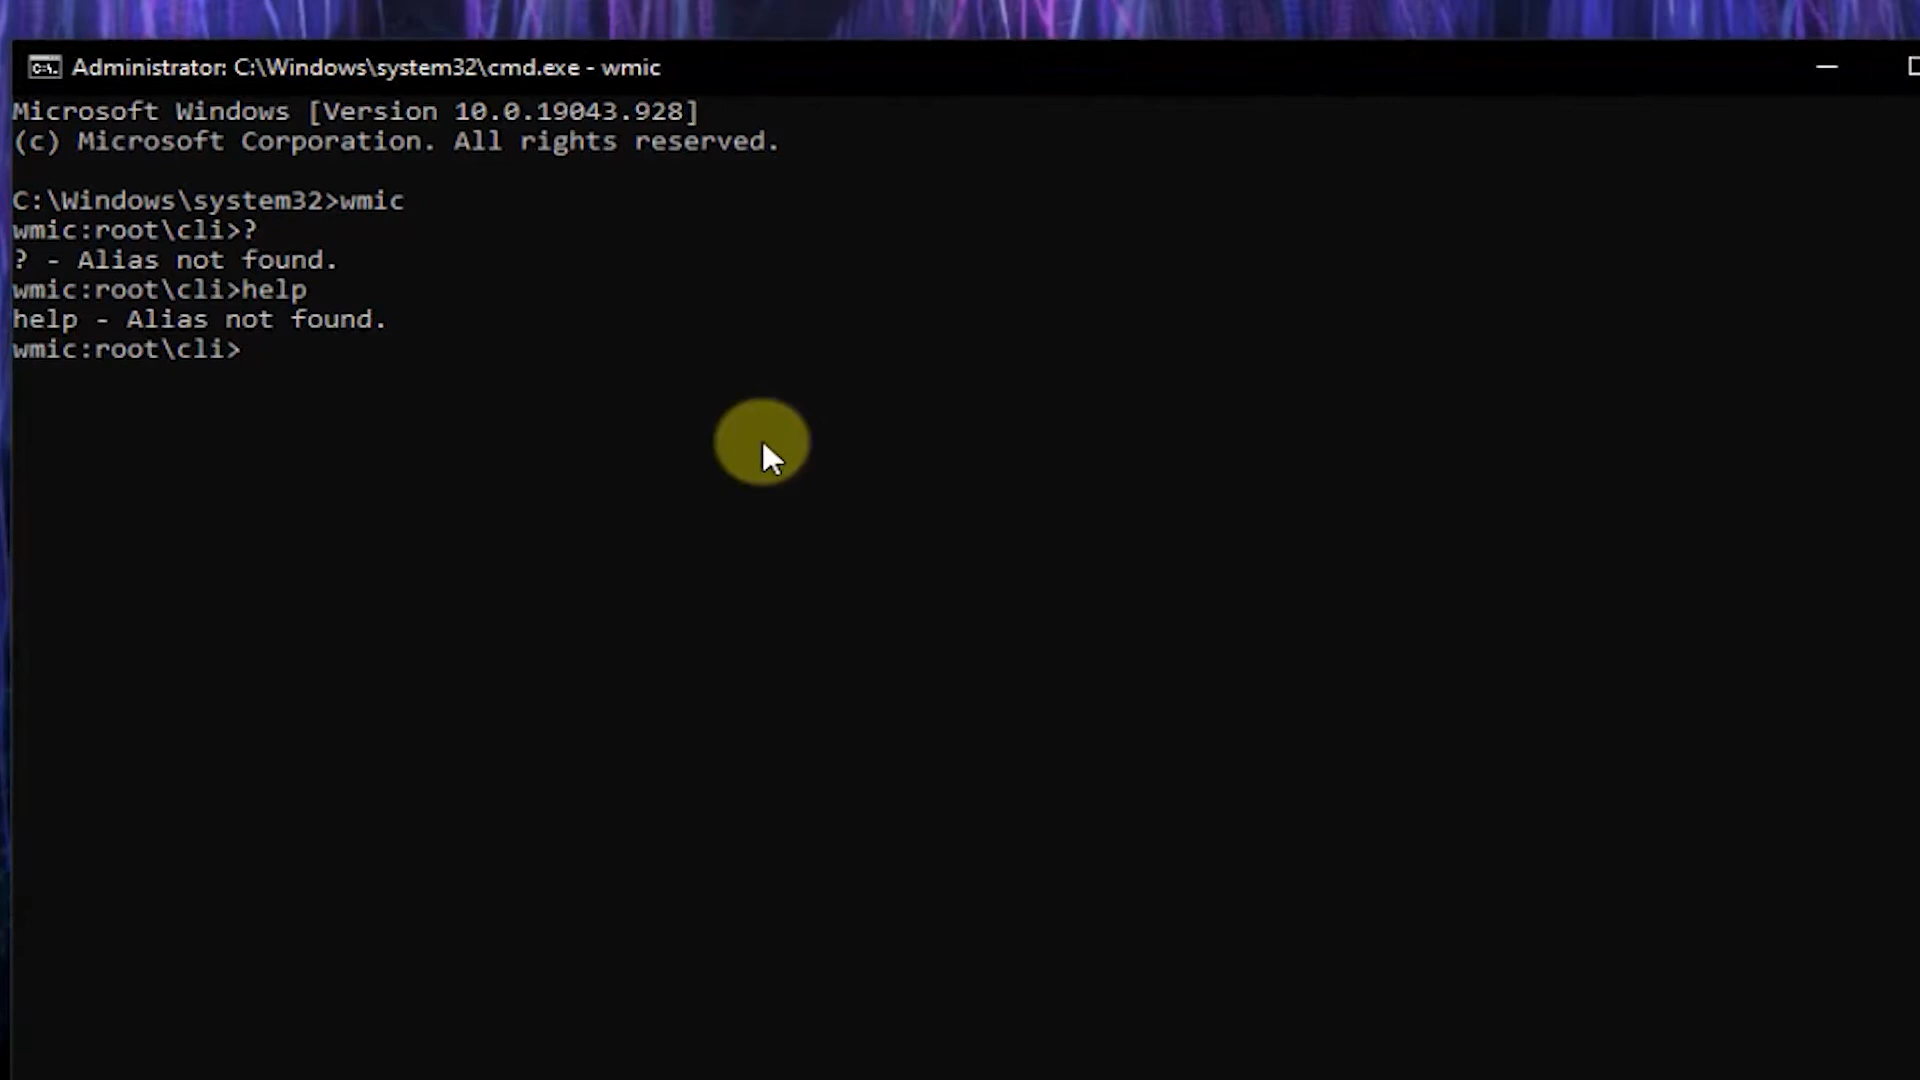 Administrator: C:\Windows\system32\cmd.exe - wmic
Microsoft Windows [Version 10.0.19043.928]
(c) Microsoft Corporation. All rights reserved.
C:\Windows\system32>wmic
wmic:root\cli>?
? - Alias not found.
wmic:root\cli>help
help - Alias not found.
wmic:root\cli>